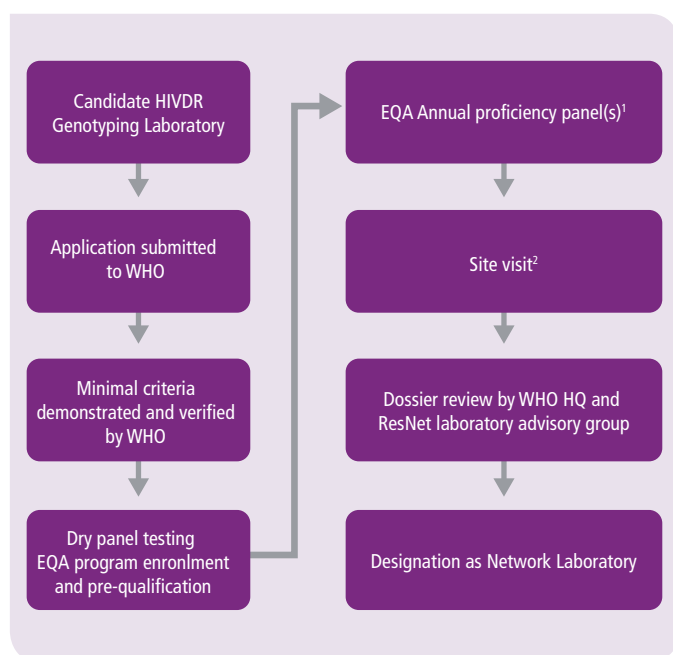 Candidate HIVDR
Genotyping Laboratory
Application submitted
to WHO
Minimal criteria
demonstrated and verified
by WHO
Dry panel testing
EQA program enronlment
and pre-qualification
EQA Annual proficiency panel(s)¹
Site visit²
Dossier review by WHO HQ and
ResNet laboratory advisory group
Designation as Network Laboratory